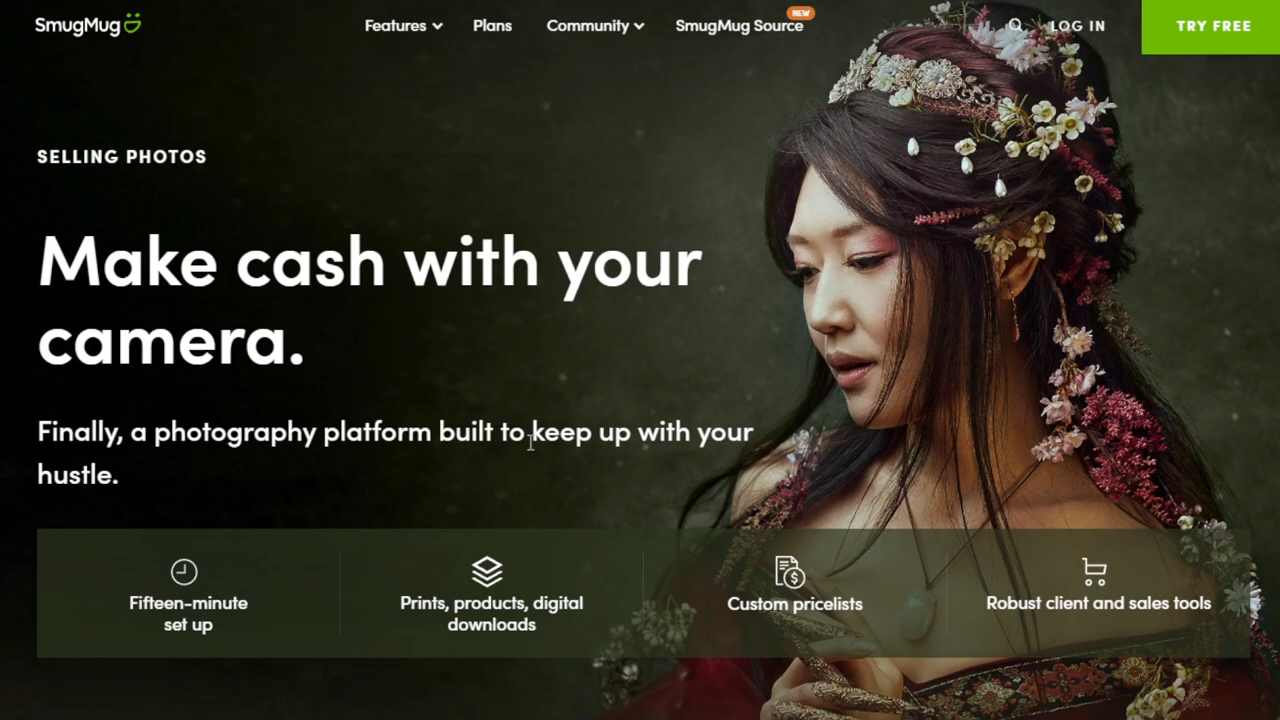 SmugMug
Features
Plans
Community
SmugMug Source
NEW
LOG IN
TRY FREE
SELLING PHOTOS
Make cash with your
camera.
Finally, a photography platform built to keep up with your
hustle.
Fifteen-minute
set up
Prints, products, digital
downloads
Custom pricelists
Robust client and sales tools